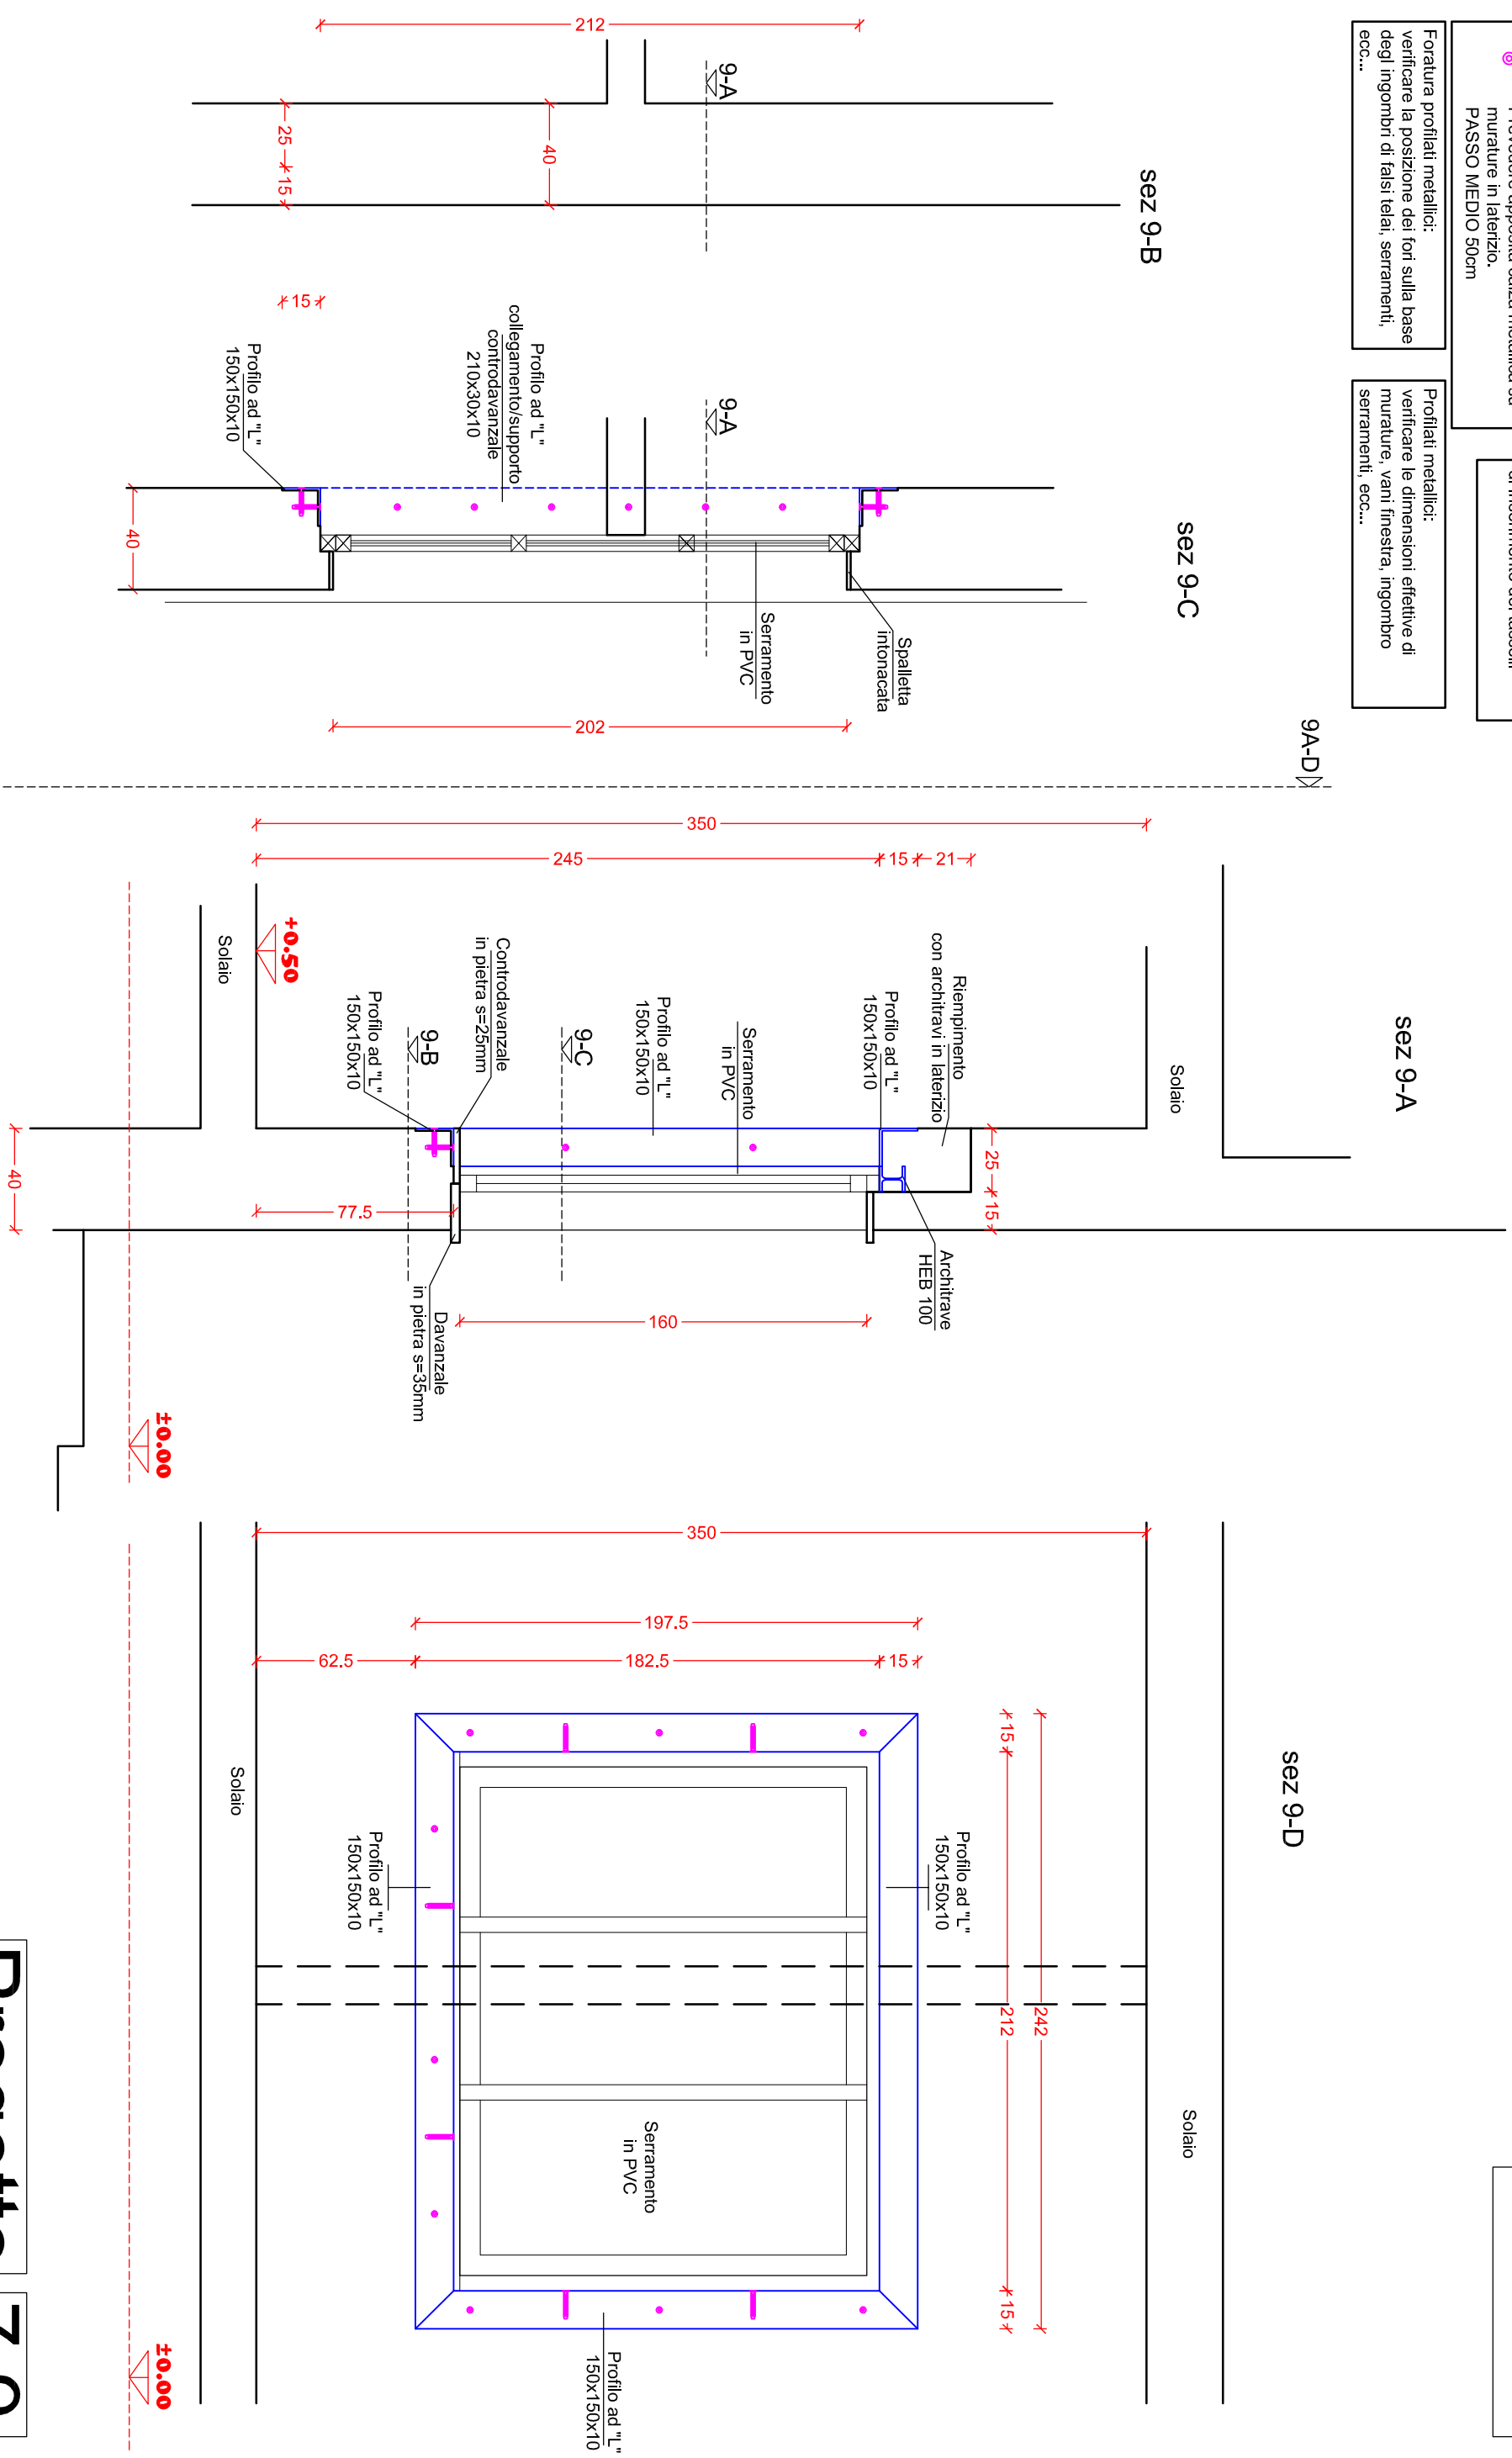 murature in laterizio.
PASSO MEDIO 50cm
Foratura profilati metallici:
verificare la posizione dei fori sulla base
degl ingombri di falsi telai, serramenti,
ecc...
Profilati metallici:
verificare le dimensioni effettive di
murature, vani finestra, ingombro
serramenti, ecc...
sez 9-B
212
9-A
25
15
40
sez 9-C
15
Profilo ad "L"
150x150x10
Profilo ad "L"
collegamento/supporto
controdavanzale
210x30x10
9-A
40
Serramento
in PVC
Spalletta
intonacata
202
9A-D
sez 9-A
350
245
15
21
+0.50
Solaio
Solaio
Riempimento
con architravi in laterizio
Profilo ad "L"
150x150x10
Serramento
in PVC
Profilo ad "L"
150x150x10
Controdavanzale
in pietra s=25mm
Profilo ad "L"
150x150x10
9-C
9-B
25
15
40
77.5
Architrave
HEB 100
160
Davanzale
in pietra s=35mm
±0.00
sez 9-D
350
197.5
62.5
182.5
15
15
212
15
242
Solaio
Solaio
Profilo ad "L"
150x150x10
Profilo ad "L"
150x150x10
Serramento
in PVC
Profilo ad "L"
150x150x10
±0.00